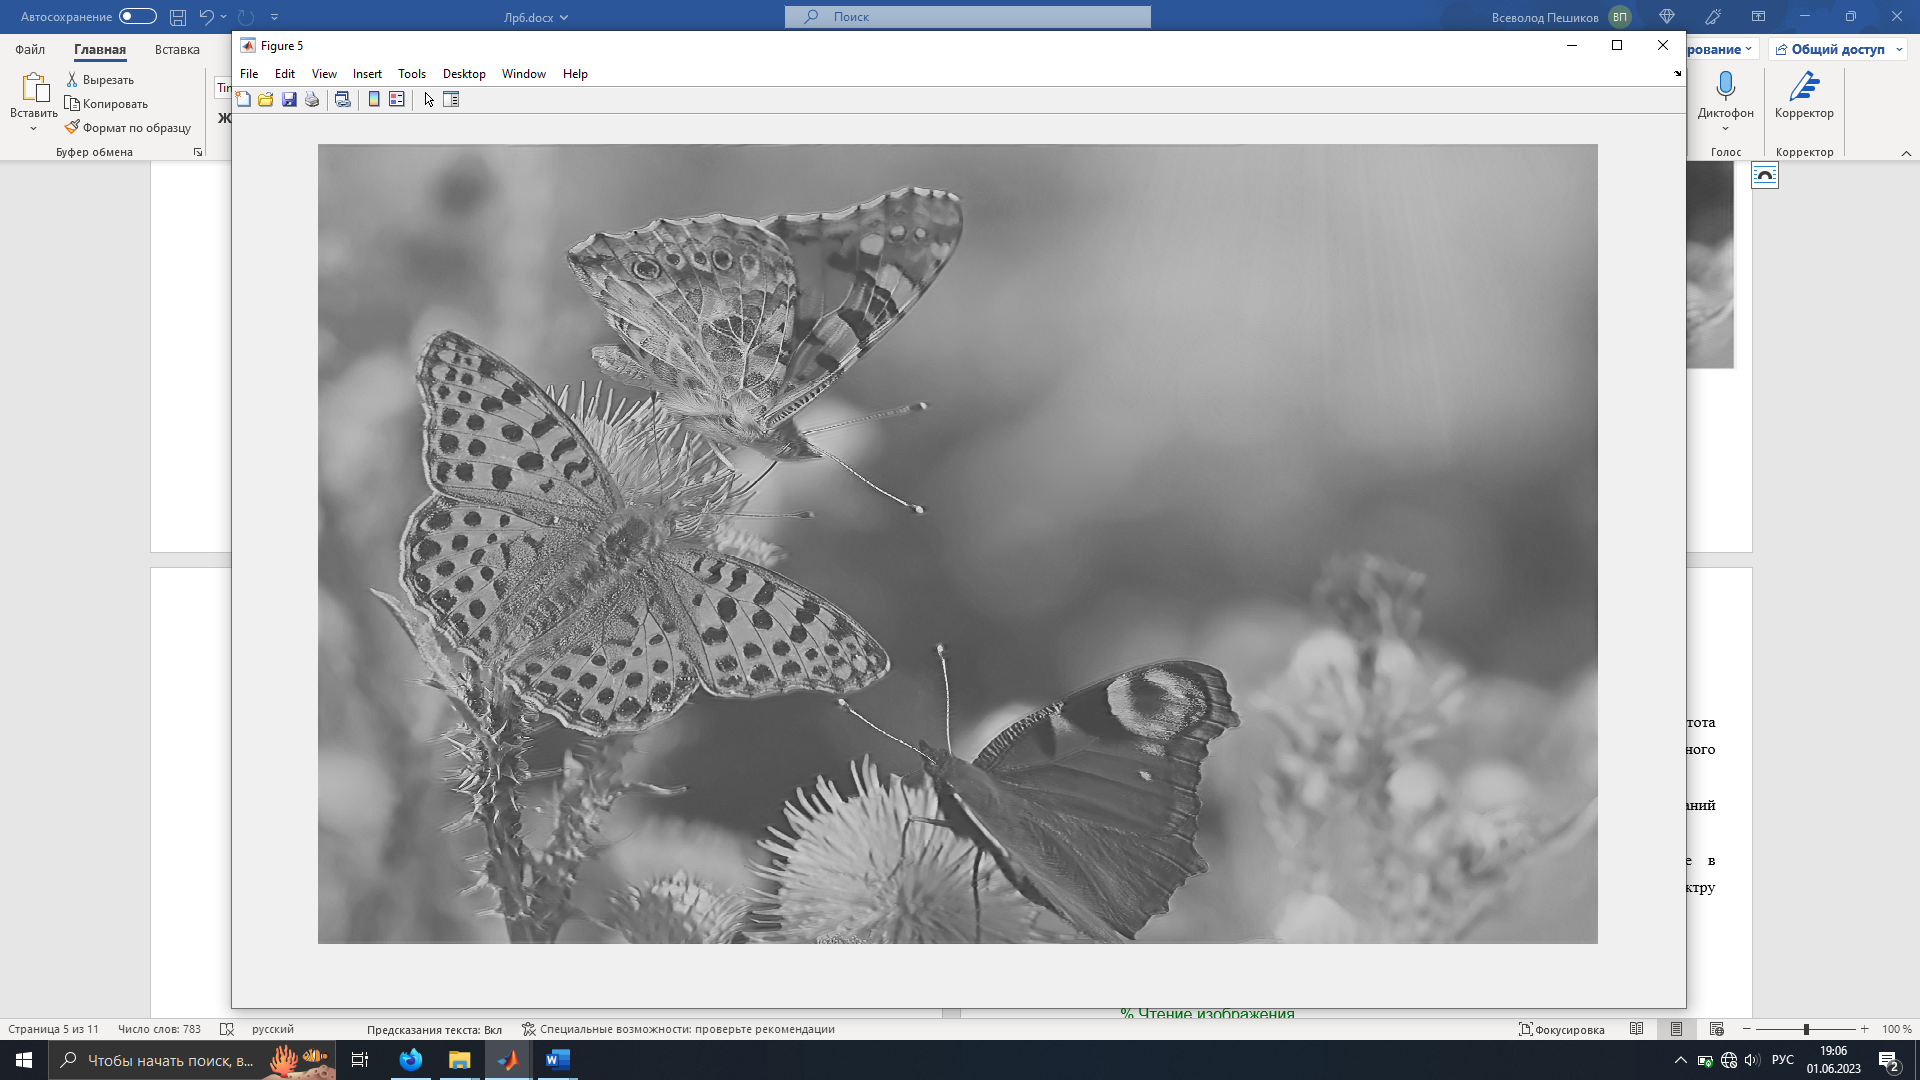 Автосохранение
Лр6.docx
Поиск
Всеволод Пешиков
ВП
Файл
Главная
Вставка
рование
Общий доступ
Вставить
Вырезать
Копировать
Формат по образцу
Буфер обмена
Tin
Ж
Диктофон
Корректор
Голос
Корректор
Figure 5
File Edit View Insert Tools Desktop Window Help
тота
ного
аний
е в
ктру
% Чтение изображения
Страница 5 из 11
Число слов: 783
русский
Предсказания текста: Вкл
Специальные возможности: проверьте рекомендации
Фокусировка
100 %
Чтобы начать поиск, в...
РУС
19:06
01.06.2023
2